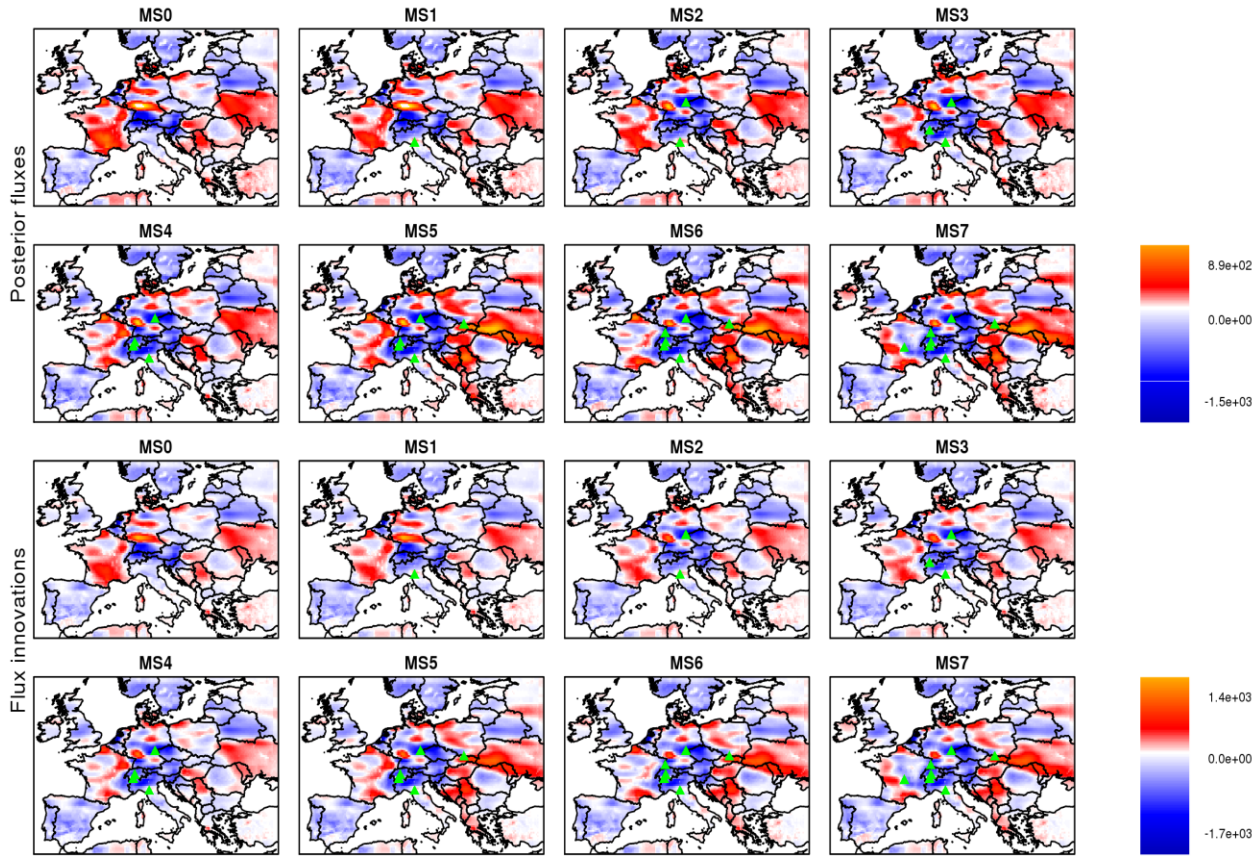 MS0 MS1 MS2 MS3
Posterior fluxes
MS4 MS5 MS6 MS7
8.9e+02
0.0e+00
-1.5e+03
MS0 MS1 MS2 MS3
Flux innovations
MS4 MS5 MS6 MS7
1.4e+03
0.0e+00
-1.7e+03